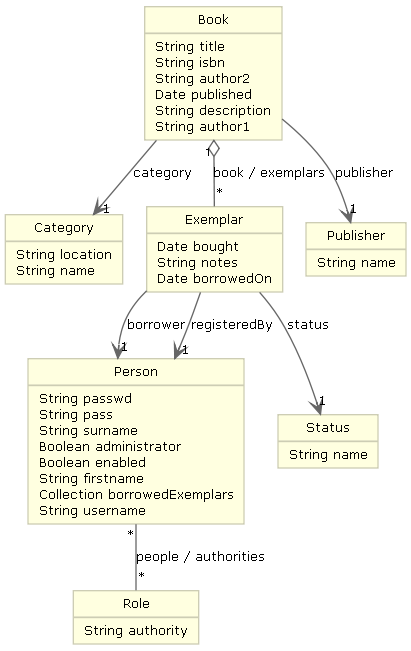 Book
String title
String isbn
String author2
Date published
String description
String author1
category
1
book / exemplars
publisher
1
*
1
Category
String location
String name
Exemplar
Date bought
String notes
Date borrowedOn
Publisher
String name
borrower
registeredBy
status
1
1
1
Person
String passwd
String pass
String surname
Boolean administrator
Boolean enabled
String firstname
Collection borrowedExemplars
String username
Status
String name
*
people / authorities
*
Role
String authority